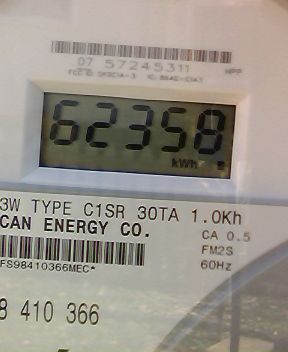 07 57245311
NPP
62358
kWh
3W TYPE C1SR 30TA 1.0Kh
CAN ENERGY CO.
CA 0.5
FM2S
60Hz
FS98410366MEC*
8 410 366